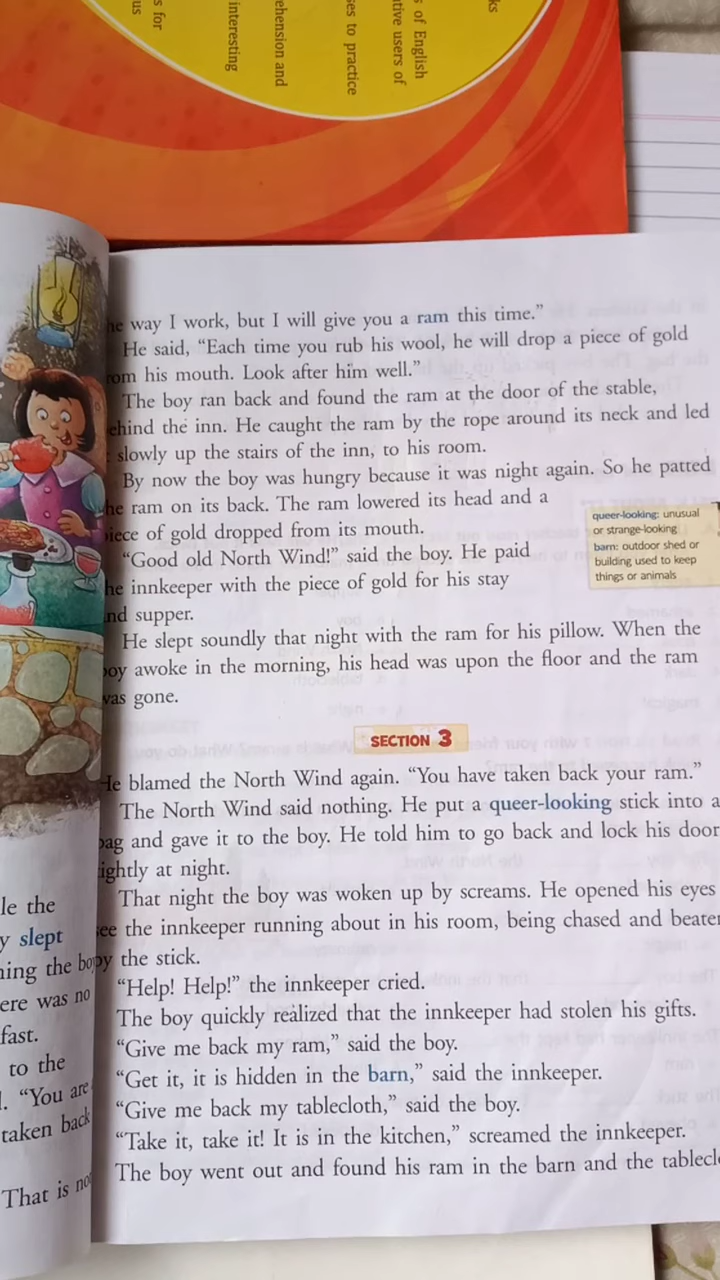 ks
s of English
ative users of
ses to practice
ehension and
interesting
s for
us
le the
y slept
ning the boy
ere was no
fast.
to the
. "You are
taken back
That is no
he way I work, but I will give you a ram this time."
He said, "Each time you rub his wool, he will drop a piece of gold
rom his mouth. Look after him well."
The boy ran back and found the ram at the door of the stable,
ehind the inn. He caught the ram by the rope around its neck and led
t slowly up the stairs of the inn, to his room.
By now the boy was hungry because it was night again. So he patted
he ram on its back. The ram lowered its head and a
iece of gold dropped from its mouth.
"Good old North Wind!" said the boy. He paid
he innkeeper with the piece of gold for his stay
nd supper.
He slept soundly that night with the ram for his pillow. When the
oy awoke in the morning, his head was upon the floor and the ram
was gone.
queer-looking: unusual
or strange-looking
barn: outdoor shed or
building used to keep
things or animals
SECTION 3
He blamed the North Wind again. "You have taken back your ram."
The North Wind said nothing. He put a queer-looking stick into a
bag and gave it to the boy. He told him to go back and lock his door
ightly at night.
That night the boy was woken up by screams. He opened his eyes
see the innkeeper running about in his room, being chased and beaten
by the stick.
"Help! Help!" the innkeeper cried.
The boy quickly realized that the innkeeper had stolen his gifts.
"Give me back my ram," said the boy.
"Get it, it is hidden in the barn," said the innkeeper.
"Give me back my tablecloth," said the boy.
"Take it, take it! It is in the kitchen," screamed the innkeeper.
The boy went out and found his ram in the barn and the tablecl